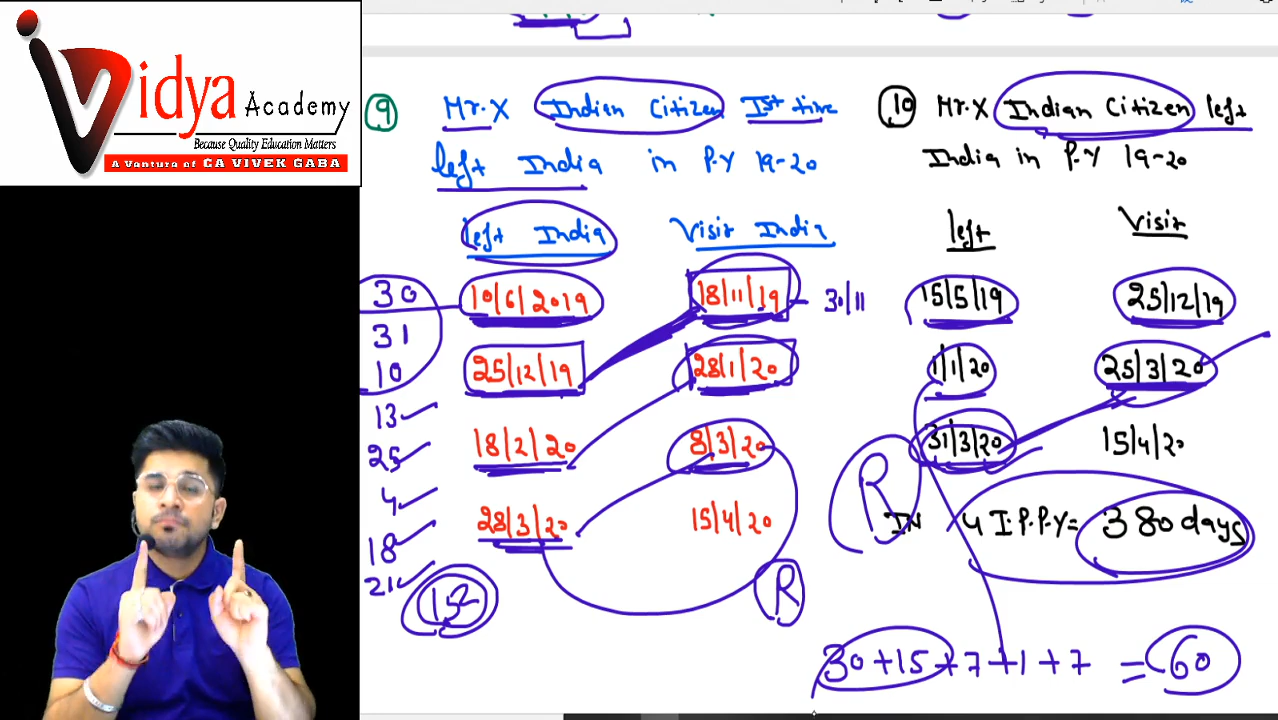 Vidya Academy
Because Quality Education Matters
A Ventura of CA VIVEK GABA
9 Mr. X Indian Citizen Ist time
left India in P.Y 19-20
left India Visit India
10/6/2019 18/11/19 30/11
25/12/19 28/1/20
18/2/20 8/3/20
28/3/20 15/4/20
R
30
31
10
13
25
4
18
21
152
10 Mr. X Indian Citizen left
India in P.Y 19-20
left Visit
15/5/19 25/12/19
1/1/20 25/3/20
31/3/20 15/4/20
R
IN 4 I.P.P.Y = 380 days
30+15+7+1+7 = 60